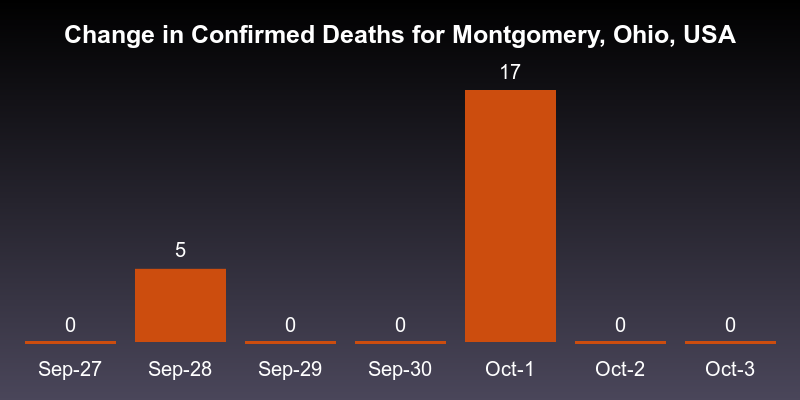 Change in Confirmed Deaths for Montgomery, Ohio, USA
17
5
0 0 0 0 0
Sep-27 Sep-28 Sep-29 Sep-30 Oct-1 Oct-2 Oct-3